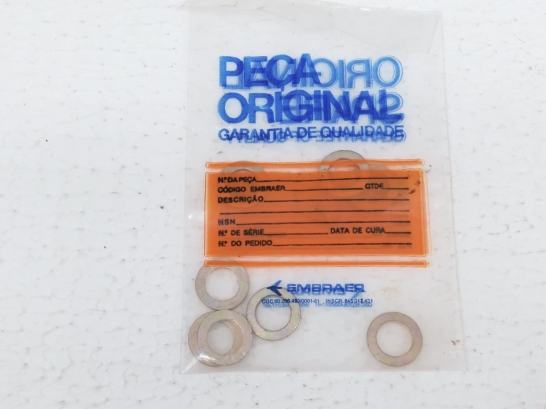 PEÇA
ORIGINAL
GARANTIA DE QUALIDADE
Nº DA PEÇA
CÓDIGO EMBRAER QTDE
DESCRIÇÃO
NSN
Nº DE SÉRIE DATA DE CURA
Nº DO PEDIDO
EMBRAER